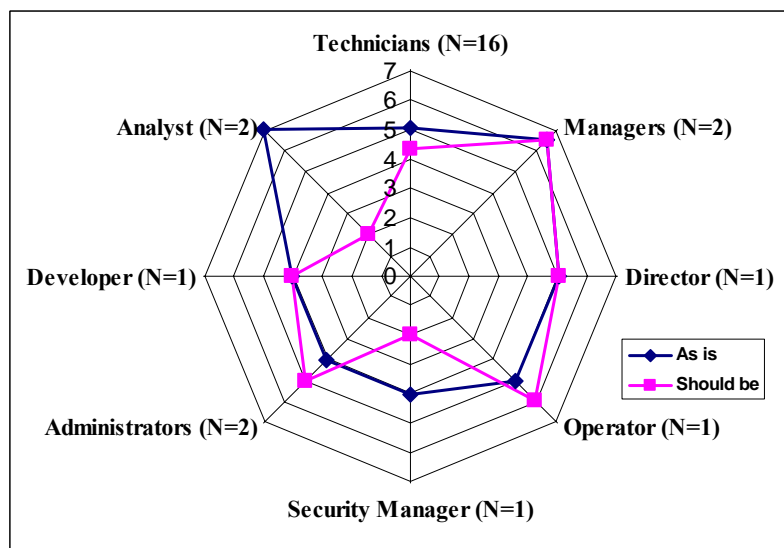 Technicians (N=16)
7
6
5
4
3
2
1
0
Analyst (N=2)
Managers (N=2)
Developer (N=1)
Director (N=1)
As is
Should be
Administrators (N=2)
Operator (N=1)
Security Manager (N=1)